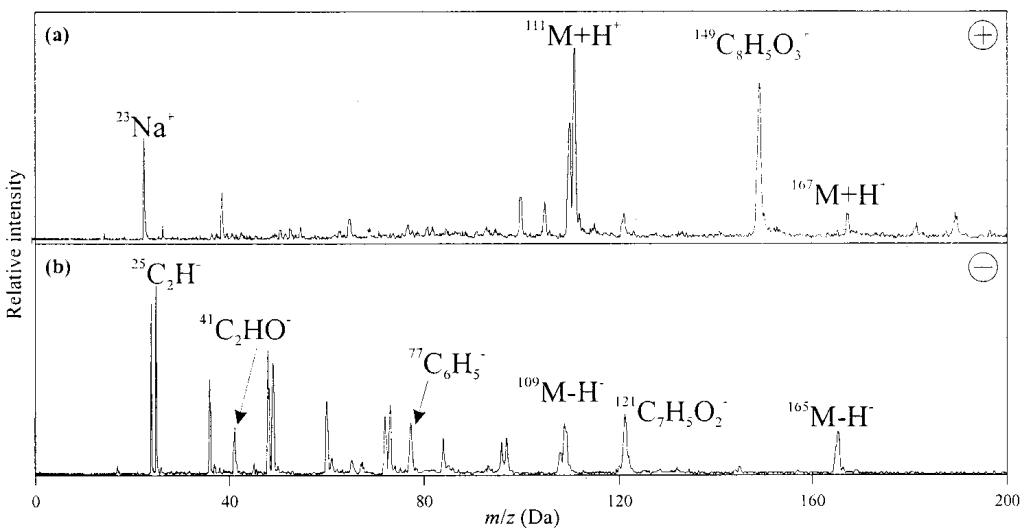 Relative intensity
(a)
²³Na⁺
¹¹¹M+H⁺
¹⁴⁹C₈H₅O₃⁻
¹⁶⁷M+H⁻
+
(b)
²⁵C₂H⁻
⁴¹C₂HO⁻
⁷⁷C₆H₅⁻
¹⁰⁹M-H⁻
¹²¹C₇H₅O₂⁻
¹⁶⁵M-H⁻
−
0 40 80 120 160 200
m/z (Da)